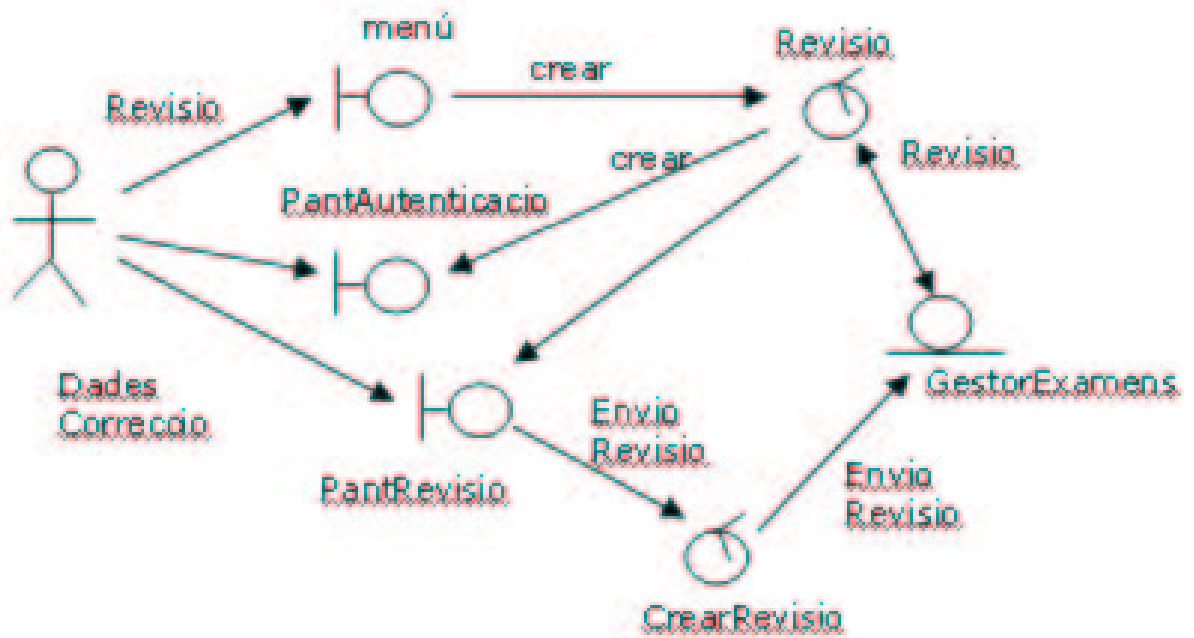 menú
Revisio
crear
Revisio
crear
Revisio
PantAutenticacio
Dades
Correccio
GestorExamens
Envio
Revisio
PantRevisio
Envio
Revisio
CrearRevisio